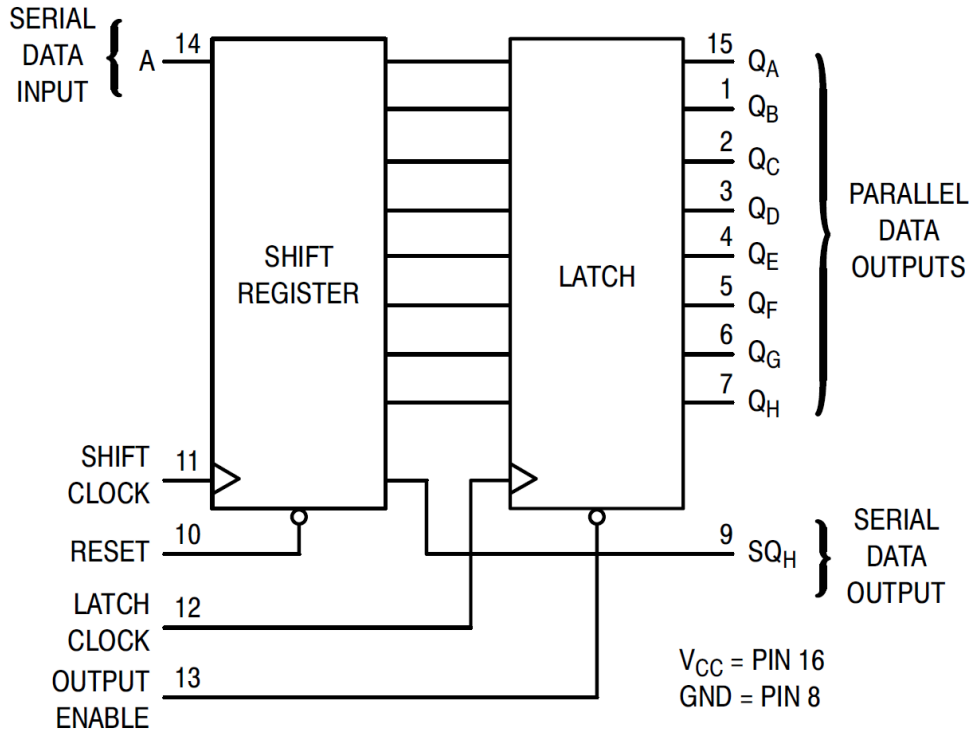 SERIAL
DATA
INPUT
A
14
SHIFT
REGISTER
LATCH
15 QA
1 QB
2 QC
3 QD
4 QE
5 QF
6 QG
7 QH
PARALLEL
DATA
OUTPUTS
SHIFT
CLOCK
11
RESET
10
LATCH
CLOCK
12
OUTPUT
ENABLE
13
9 SQH
SERIAL
DATA
OUTPUT
VCC = PIN 16
GND = PIN 8